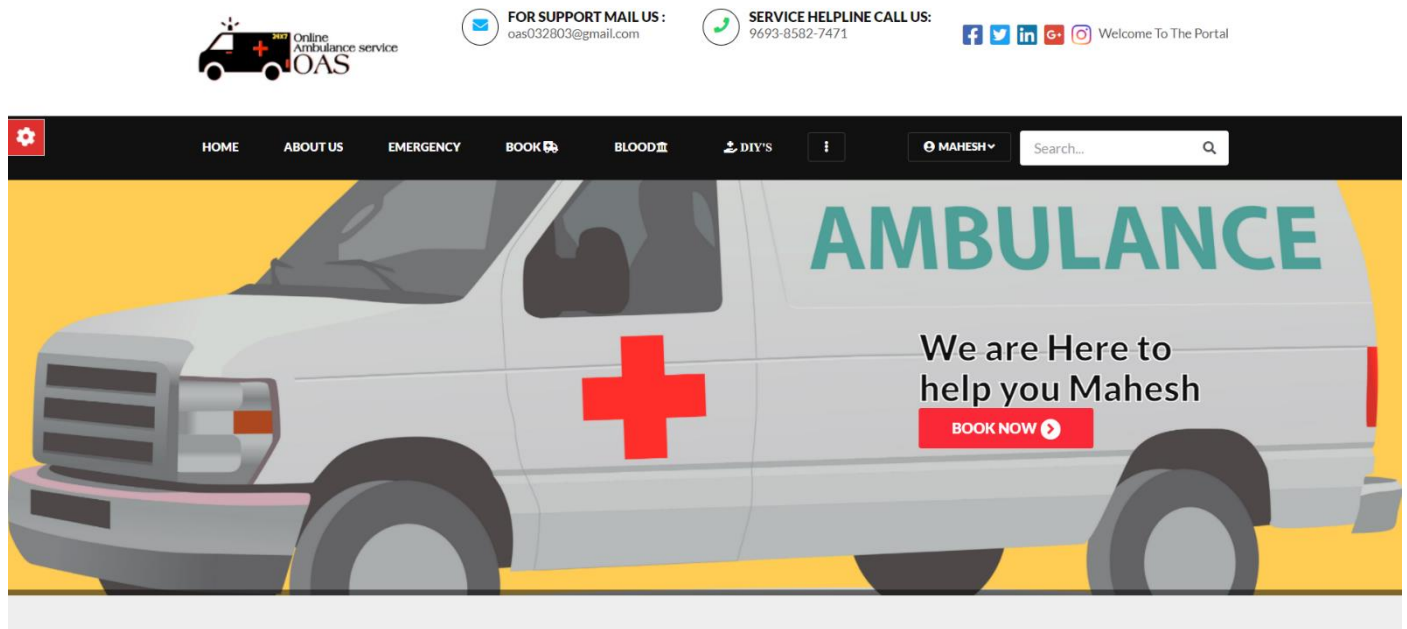 24X7
Online
Ambulance service
OAS
FOR SUPPORT MAIL US :
oas032803@gmail.com
SERVICE HELPLINE CALL US:
9693-8582-7471
Welcome To The Portal
HOME ABOUT US EMERGENCY BOOK BLOOD DIY'S MAHESH Search...
AMBULANCE
We are Here to
help you Mahesh
BOOK NOW